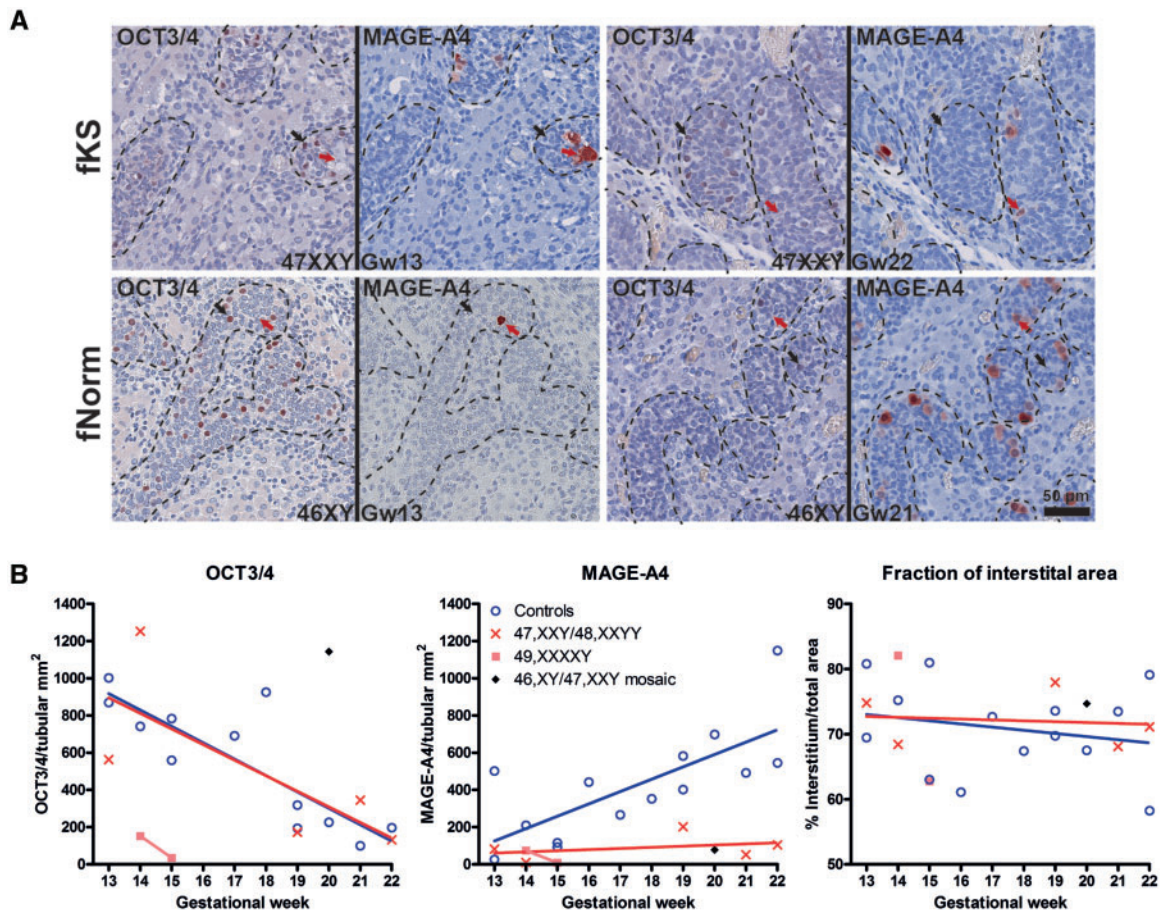 A
OCT3/4 MAGE-A4 OCT3/4 MAGE-A4
fKS
47XXY Gw13 47XXY Gw22
OCT3/4 MAGE-A4 OCT3/4 MAGE-A4
fNorm
46XY Gw13 46XY Gw21
50 µm
B
OCT3/4 MAGE-A4 Fraction of interstital area
OCT3/4/tubular mm²
1400
1200
1000
800
600
400
200
0
13 14 15 16 17 18 19 20 21 22
Gestational week
MAGE-A4/tubular mm²
1400
1200
1000
800
600
400
200
0
Controls
47,XXY/48,XXYY
49,XXXXY
46,XY/47,XXY mosaic
13 14 15 16 17 18 19 20 21 22
Gestational week
% Interstitium/total area
90
80
70
60
50
13 14 15 16 17 18 19 20 21 22
Gestational week